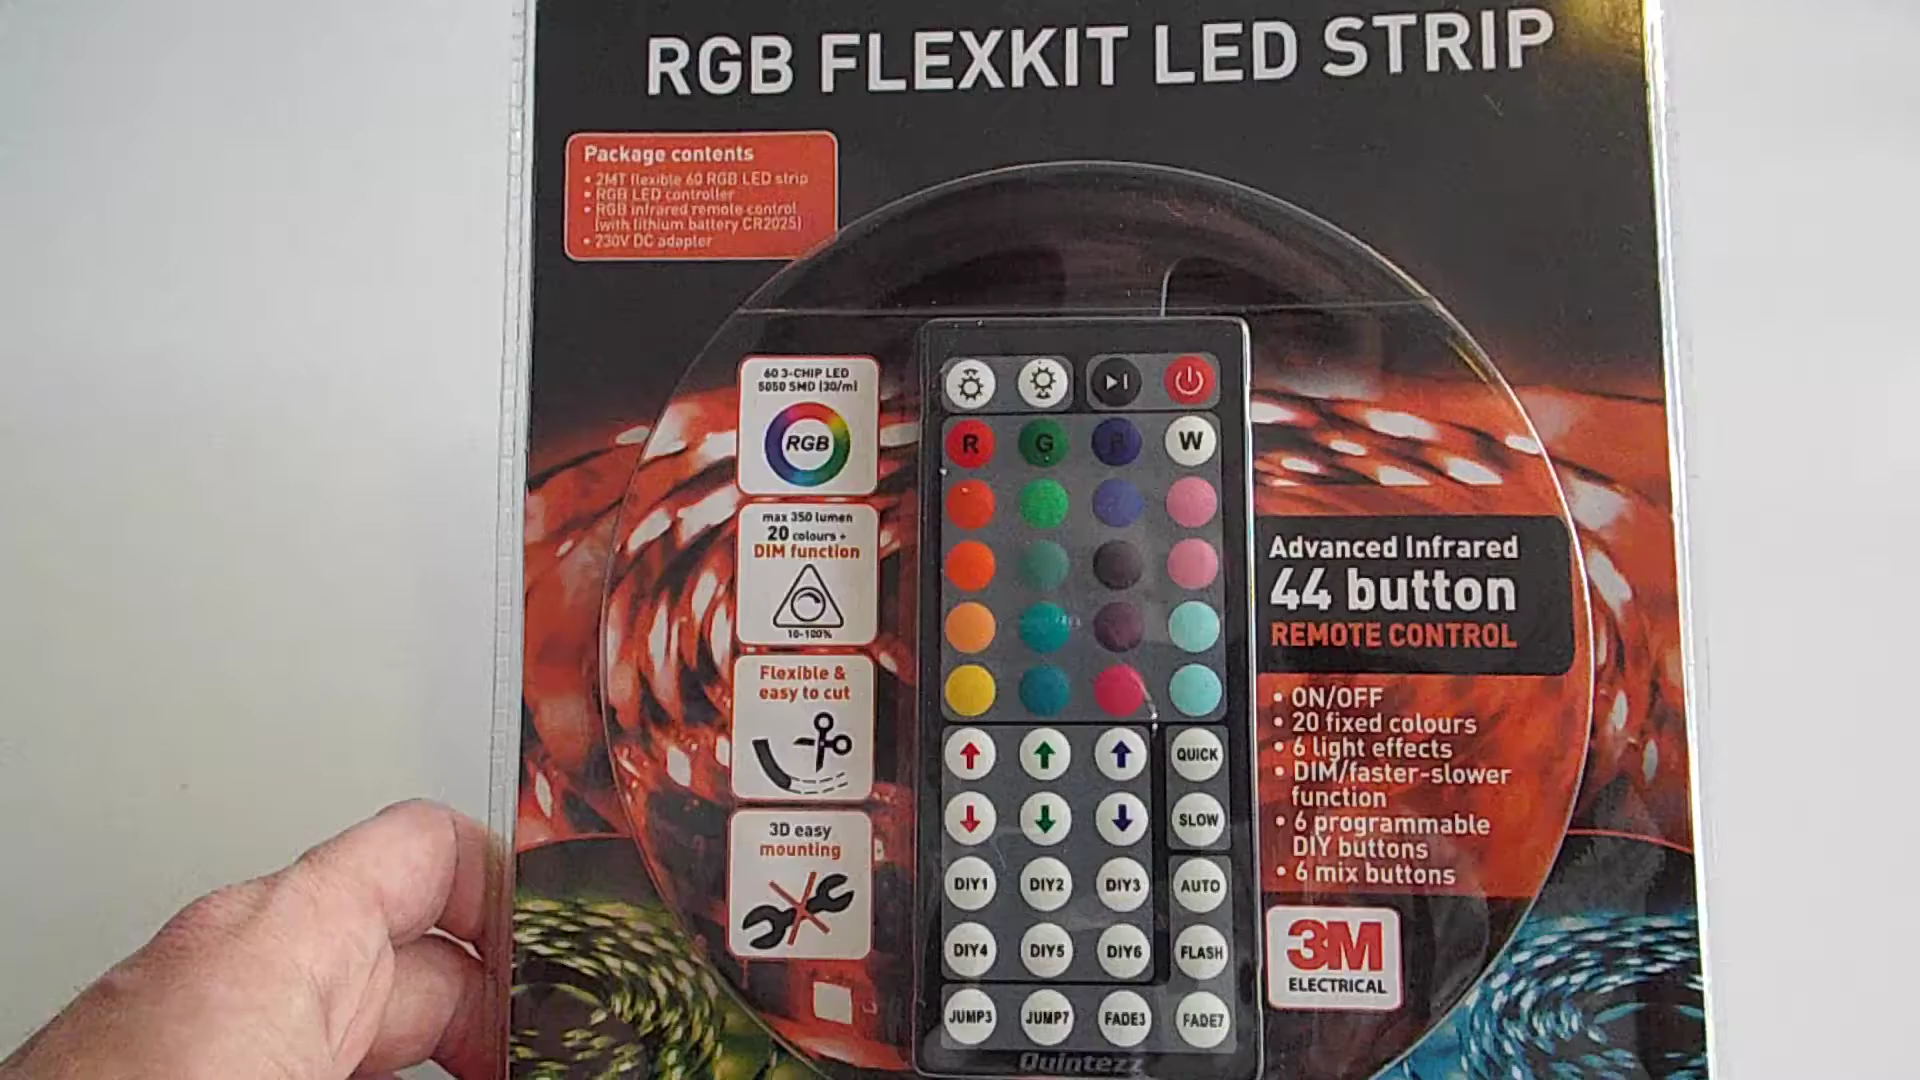 RGB FLEXKIT LED STRIP
Package contents
• 2MT flexible 60 RGB LED strip
• RGB LED controller
• RGB infrared remote control
(with lithium battery CR2025)
• 230V DC adapter
60 3-CHIP LED
5050 SMD (30/m)
RGB
max 350 lumen
20 colours +
DIM function
10-100%
Flexible &
easy to cut
3D easy
mounting
R G B W
QUICK
SLOW
DIY1 DIY2 DIY3 AUTO
DIY4 DIY5 DIY6 FLASH
JUMP3 JUMP7 FADE3 FADE7
Quintezz
Advanced Infrared
44 button
REMOTE CONTROL
• ON/OFF
• 20 fixed colours
• 6 light effects
• DIM/faster-slower
function
• 6 programmable
DIY buttons
• 6 mix buttons
3M
ELECTRICAL